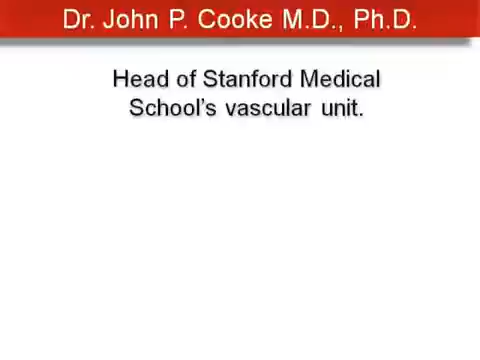 Dr. John P. Cooke M.D., Ph.D.
Head of Stanford Medical
School's vascular unit.